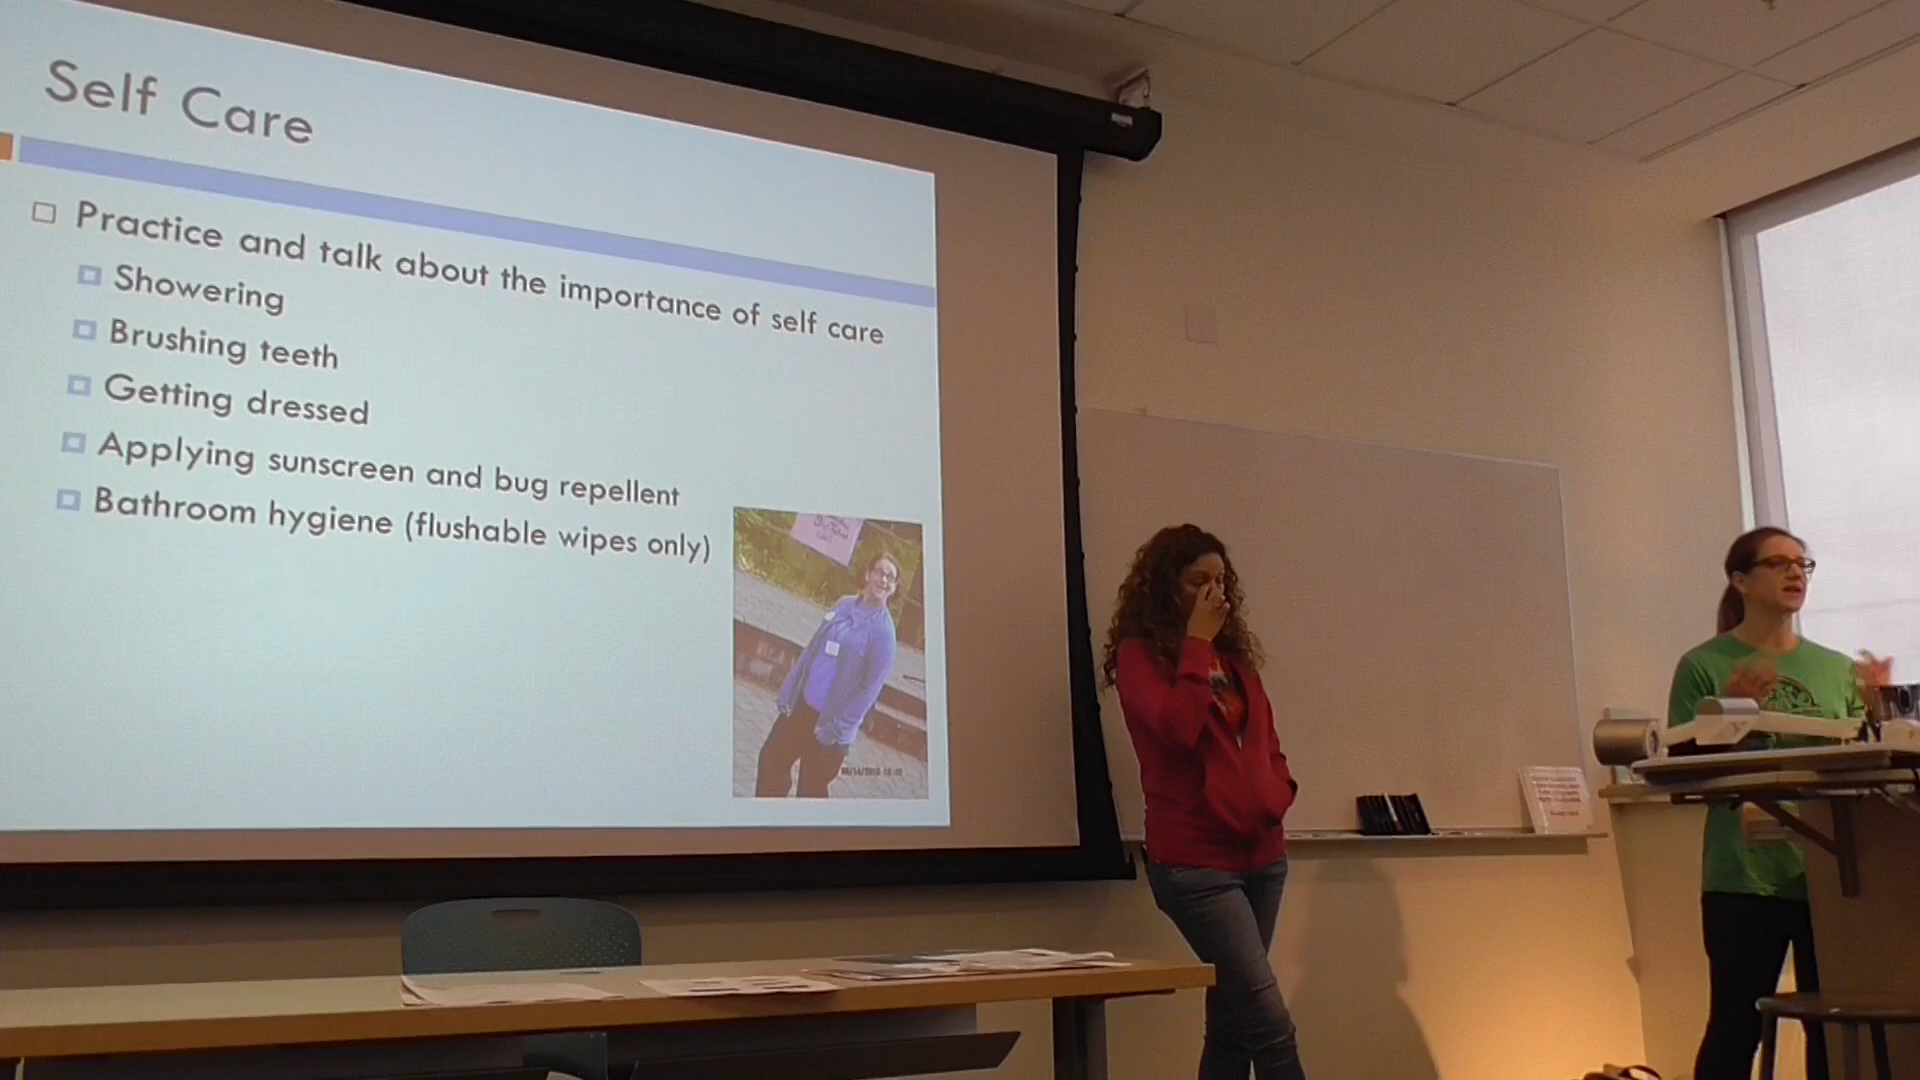 Self Care
Practice and talk about the importance of self care
Showering
Brushing teeth
Getting dressed
Applying sunscreen and bug repellent
Bathroom hygiene (flushable wipes only)